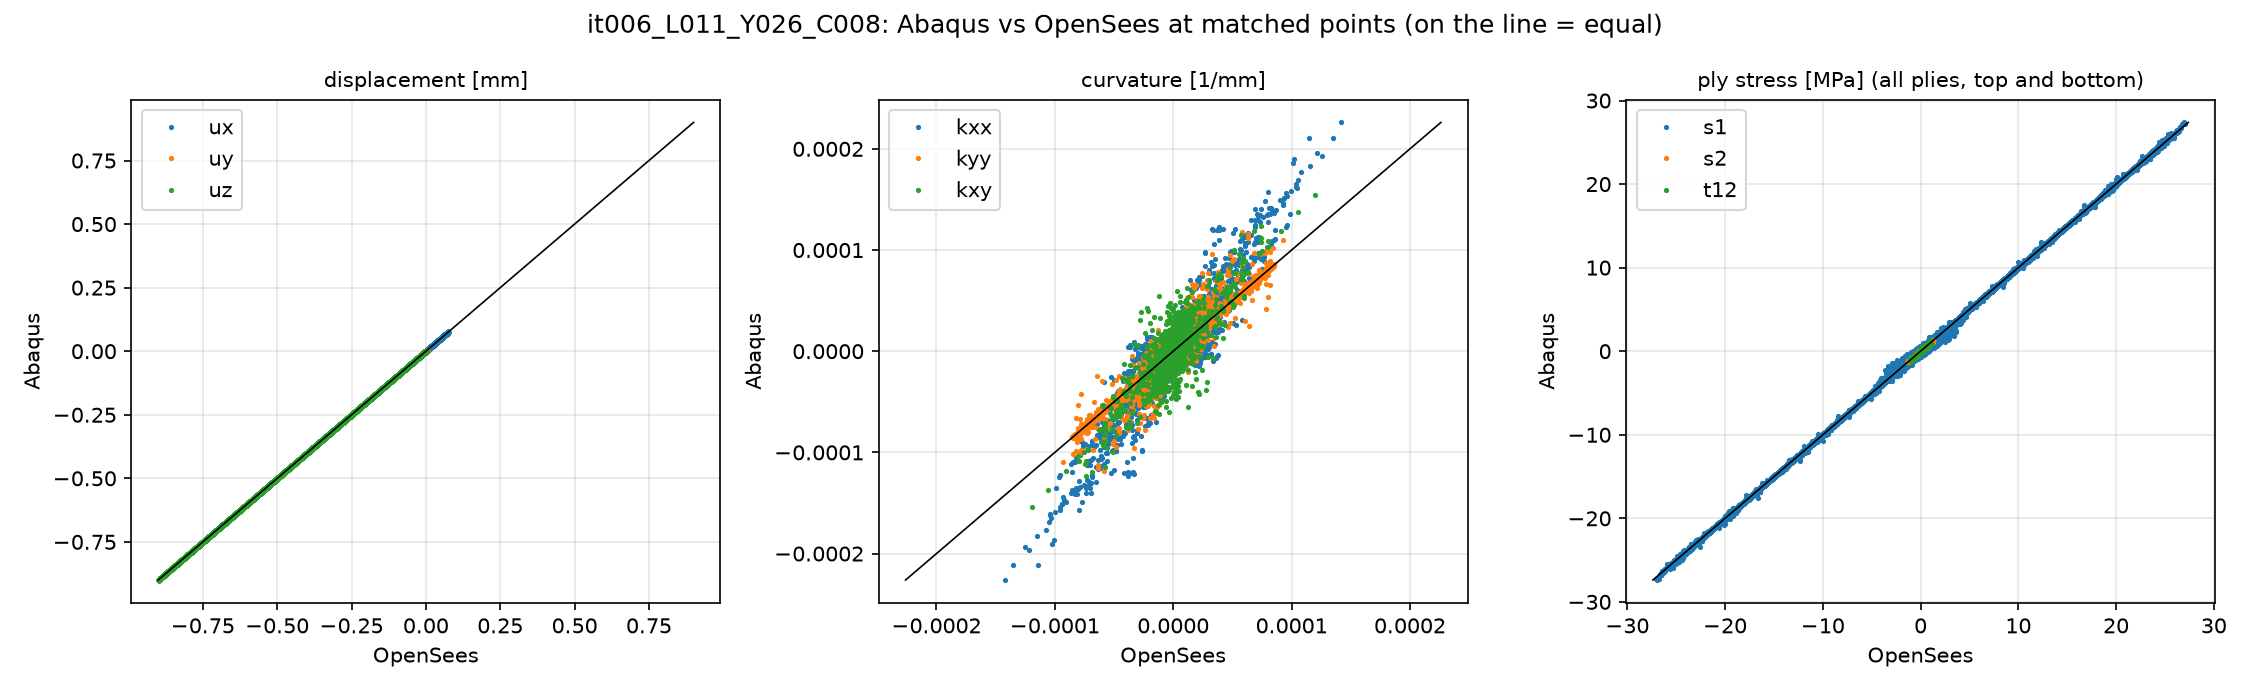 it006_L011_Y026_C008: Abaqus vs OpenSees at matched points (on the line = equal)
displacement [mm]
ux
uy
uz
0.75
0.50
0.25
0.00
−0.25
−0.50
−0.75
Abaqus
−0.75 −0.50 −0.25 0.00 0.25 0.50 0.75
OpenSees
curvature [1/mm]
kxx
kyy
kxy
0.0002
0.0001
0.0000
−0.0001
−0.0002
Abaqus
−0.0002 −0.0001 0.0000 0.0001 0.0002
OpenSees
ply stress [MPa] (all plies, top and bottom)
s1
s2
t12
30
20
10
0
−10
−20
−30
Abaqus
−30 −20 −10 0 10 20 30
OpenSees